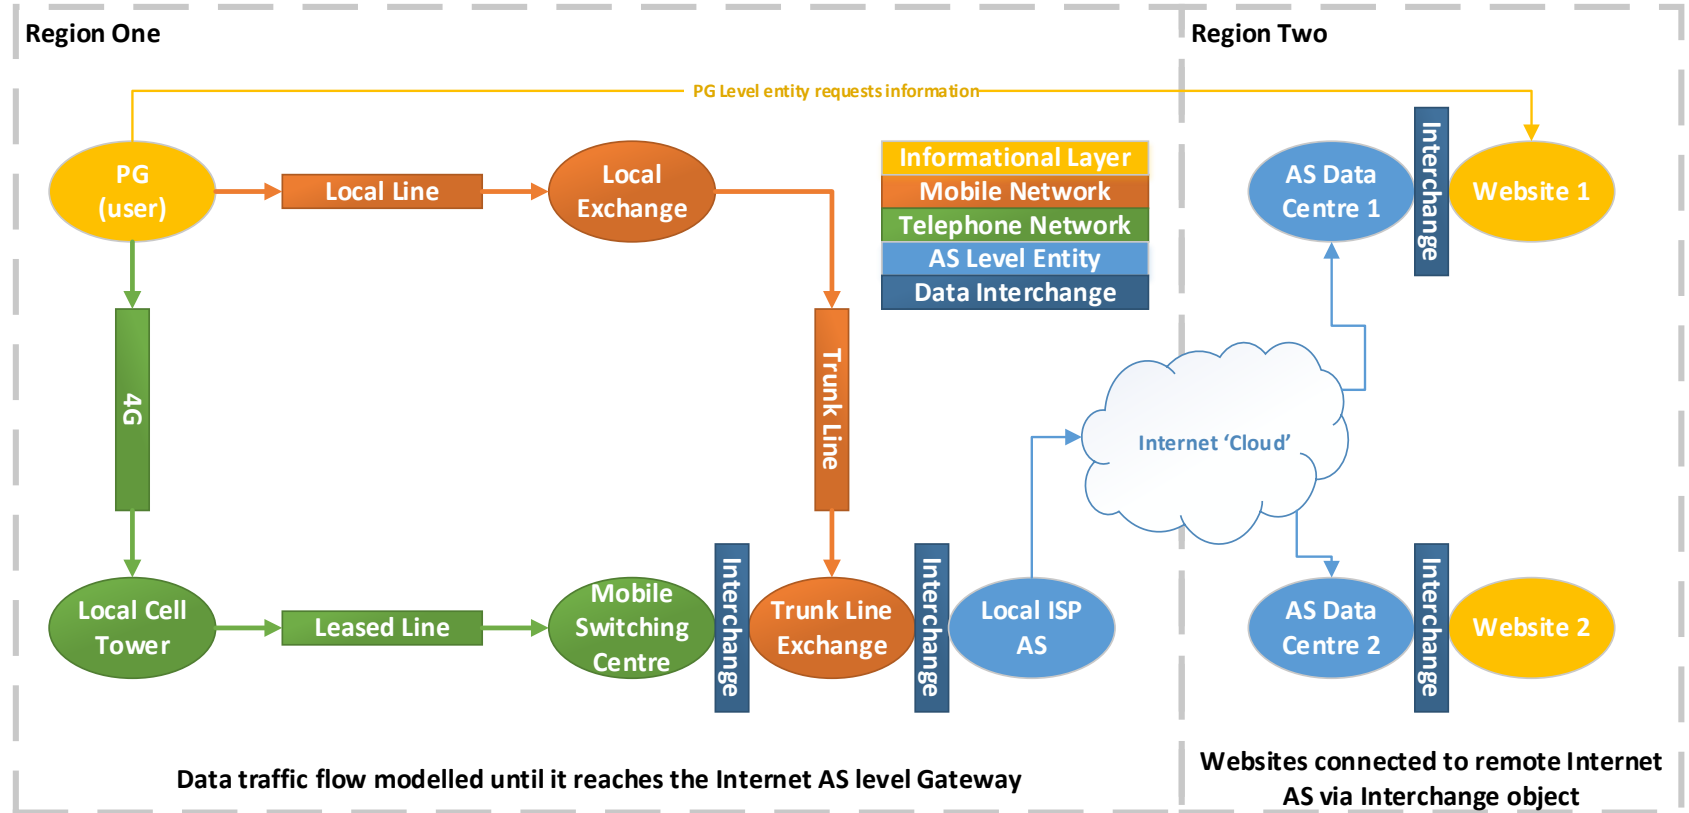 Region One
Region Two
PG Level entity requests information
PG
(user)
Local Line
Local
Exchange
Informational Layer
Mobile Network
Telephone Network
AS Level Entity
Data Interchange
AS Data
Centre 1
Interchange
Website 1
4G
Trunk Line
Internet ‘Cloud’
Local Cell
Tower
Leased Line
Mobile
Switching
Centre
Interchange
Trunk Line
Exchange
Interchange
Local ISP
AS
AS Data
Centre 2
Interchange
Website 2
Data traffic flow modelled until it reaches the Internet AS level Gateway
Websites connected to remote Internet
AS via Interchange object